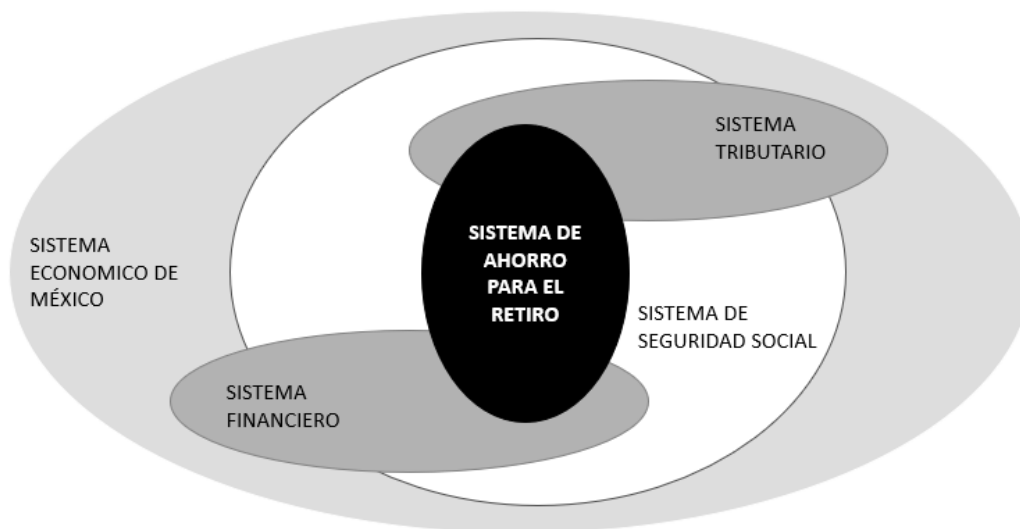 SISTEMA
TRIBUTARIO
SISTEMA DE
AHORRO
PARA EL
RETIRO
SISTEMA
ECONOMICO DE
MÉXICO
SISTEMA DE
SEGURIDAD SOCIAL
SISTEMA
FINANCIERO